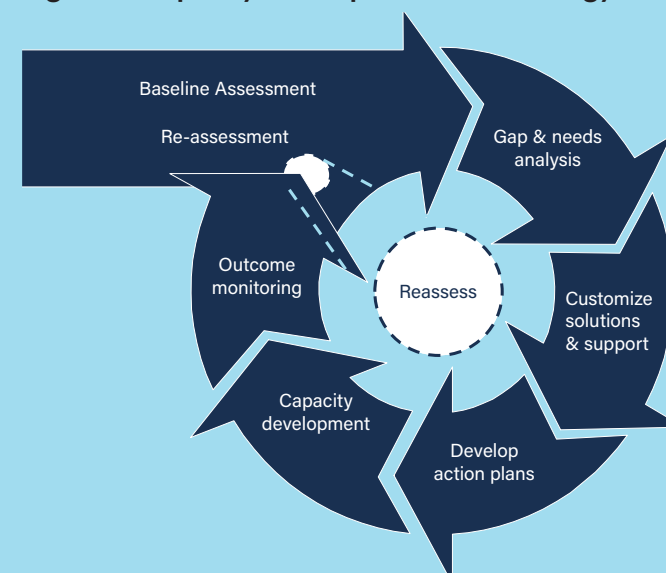 Baseline Assessment
Re-assessment
Gap & needs
analysis
Customize
solutions
& support
Develop
action plans
Capacity
development
Outcome
monitoring
Reassess